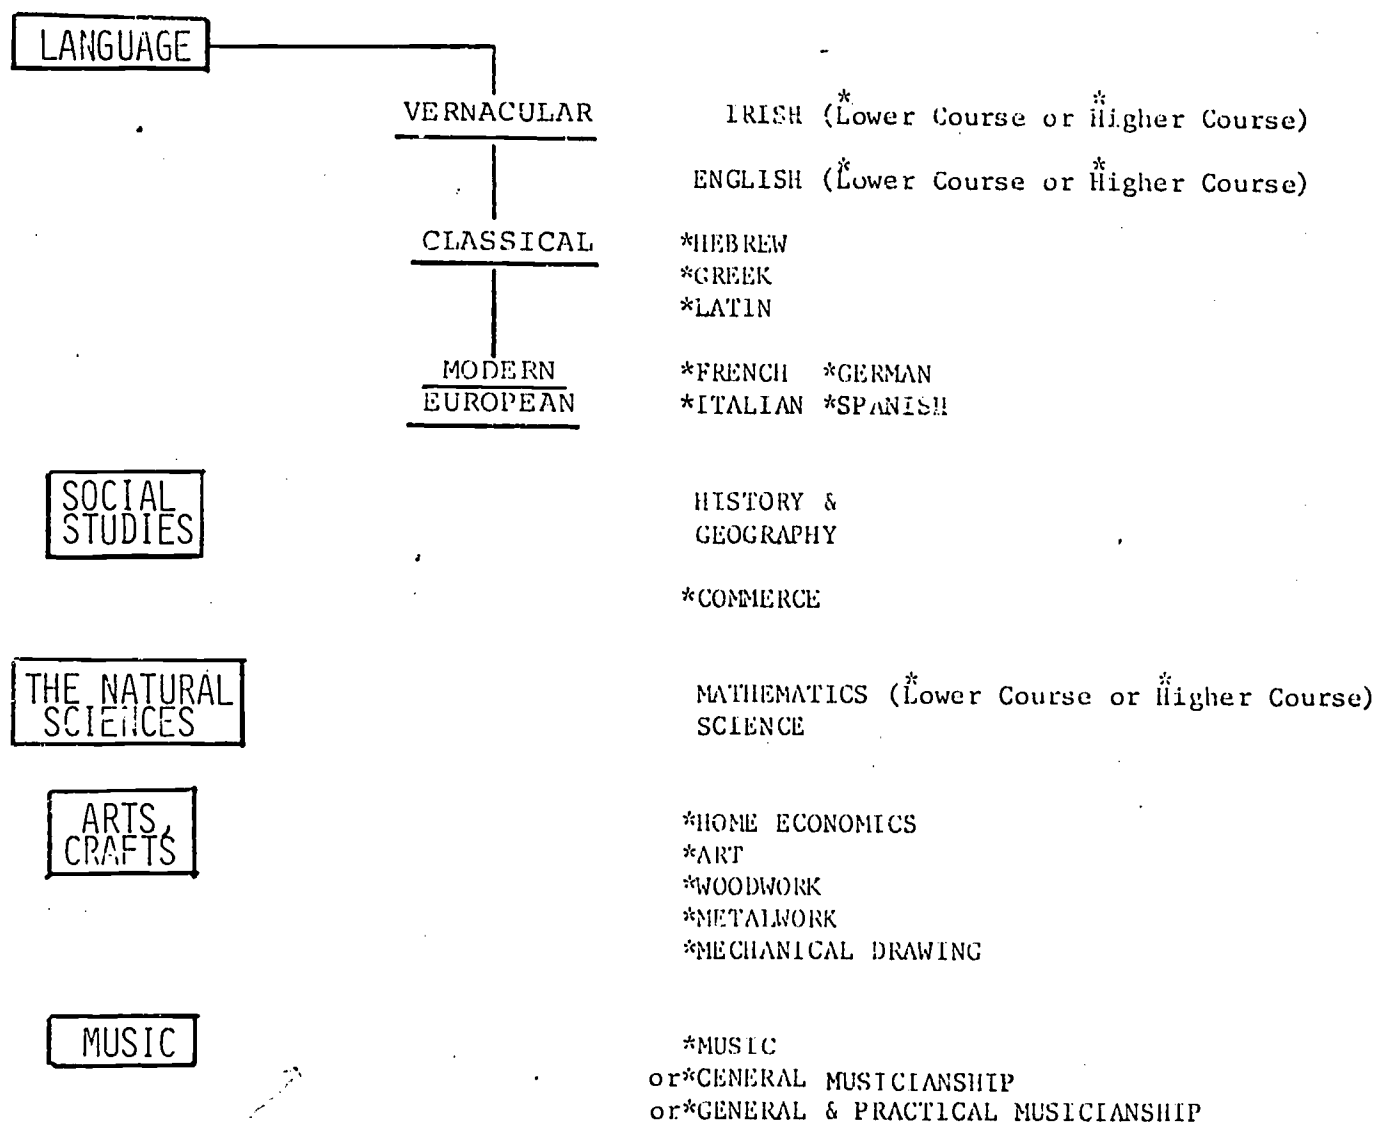 LANGUAGE
VERNACULAR
IRISH (*Lower Course or *Higher Course)
ENGLISH (*Lower Course or *Higher Course)
CLASSICAL
*HEBREW
*GREEK
*LATIN
MODERN
EUROPEAN
*FRENCH *GERMAN
*ITALIAN *SPANISH
SOCIAL
STUDIES
HISTORY &
GEOGRAPHY
*COMMERCE
THE NATURAL
SCIENCES
MATHEMATICS (*Lower Course or *Higher Course)
SCIENCE
ARTS,
CRAFTS
*HOME ECONOMICS
*ART
*WOODWORK
*METALWORK
*MECHANICAL DRAWING
MUSIC
*MUSIC
or*GENERAL MUSICIANSHIP
or*GENERAL & PRACTICAL MUSICIANSHIP